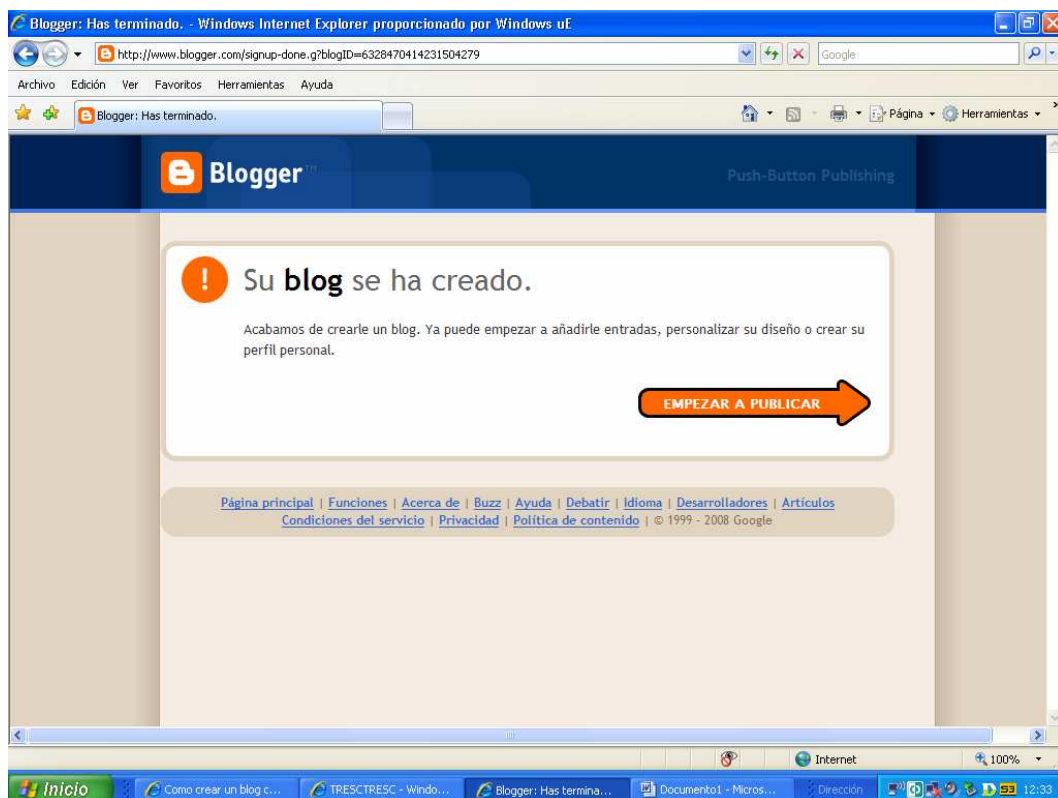 Blogger: Has terminado. - Windows Internet Explorer proporcionado por Windows uE
http://www.blogger.com/signup-done.g?blogID=6328470414231504279
Google
Archivo Edición Ver Favoritos Herramientas Ayuda
Blogger: Has terminado.
Página Herramientas
Blogger™
Push-Button Publishing
! Su blog se ha creado.
Acabamos de crearle un blog. Ya puede empezar a añadirle entradas, personalizar su diseño o crear su
perfil personal.
EMPEZAR A PUBLICAR
Página principal | Funciones | Acerca de | Buzz | Ayuda | Debatir | Idioma | Desarrolladores | Artículos
Condiciones del servicio | Privacidad | Política de contenido | © 1999 - 2008 Google
Internet 100%
Inicio Como crear un blog c... TRESCTRESC - Windo... Blogger: Has termina... Documento1 - Micros... Dirección 12:33